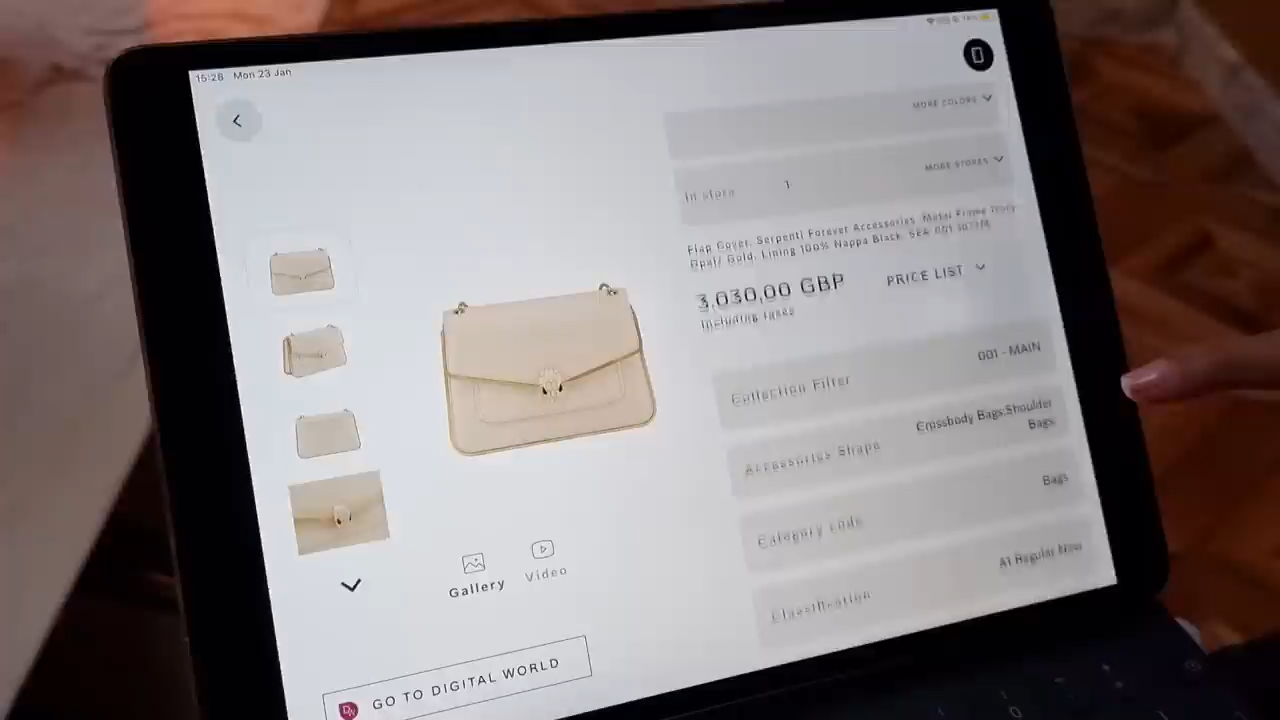 15:28 Mon 23 Jan
MORE COLORS
In store 1 MORE STORES
Flap Cover, Serpenti Forever Accessories, Metal Frame Ivory
Opal/ Gold, Lining 100% Nappa Black, SEA 001
3.030,00 GBP PRICE LIST
Including taxes
Collection Filter 001 - MAIN
Accessories Shape Crossbody Bags;Shoulder
Bags
Category code Bags
Classification A1 Regular New
Gallery Video
DW GO TO DIGITAL WORLD